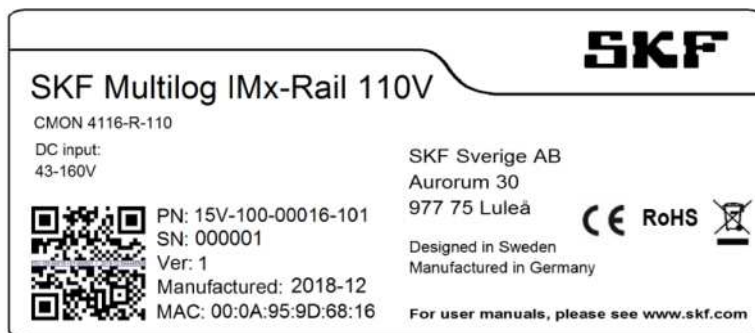 SKF
SKF Multilog IMx-Rail 110V
CMON 4116-R-110
DC input:
43-160V
PN: 15V-100-00016-101
SN: 000001
Ver: 1
Manufactured: 2018-12
MAC: 00:0A:95:9D:68:16
SKF Sverige AB
Aurorum 30
977 75 Luleå
Designed in Sweden
Manufactured in Germany
CE RoHS
For user manuals, please see www.skf.com